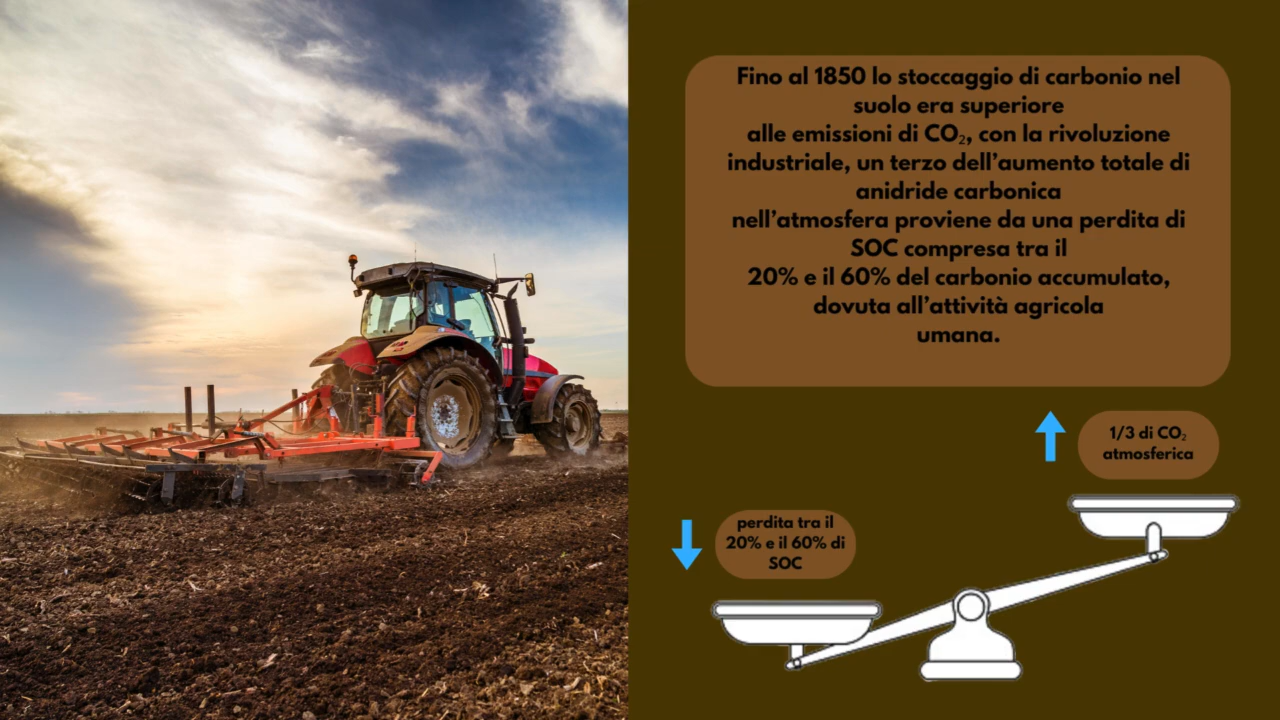 Fino al 1850 lo stoccaggio di carbonio nel
suolo era superiore
alle emissioni di CO₂, con la rivoluzione
industriale, un terzo dell’aumento totale di
anidride carbonica
nell’atmosfera proviene da una perdita di
SOC compresa tra il
20% e il 60% del carbonio accumulato,
dovuta all’attività agricola
umana.
1/3 di CO₂
atmosferica
perdita tra il
20% e il 60% di
SOC